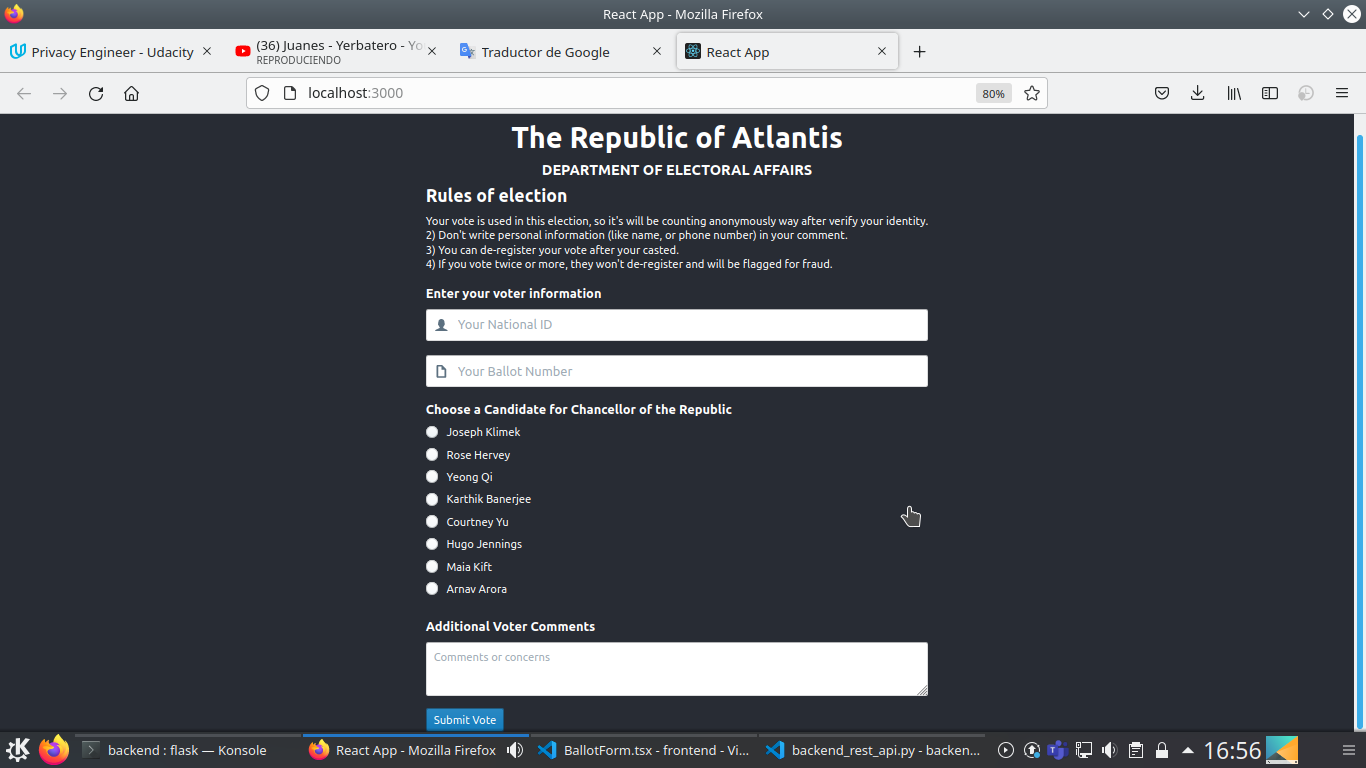 React App - Mozilla Firefox
Privacy Engineer - Udacity
(36) Juanes - Yerbatero - Yo
REPRODUCIENDO
Traductor de Google
React App
localhost:3000
80%
The Republic of Atlantis
DEPARTMENT OF ELECTORAL AFFAIRS
Rules of election
Your vote is used in this election, so it's will be counting anonymously way after verify your identity.
2) Don't write personal information (like name, or phone number) in your comment.
3) You can de-register your vote after your casted.
4) If you vote twice or more, they won't de-register and will be flagged for fraud.
Enter your voter information
Your National ID
Your Ballot Number
Choose a Candidate for Chancellor of the Republic
Joseph Klimek
Rose Hervey
Yeong Qi
Karthik Banerjee
Courtney Yu
Hugo Jennings
Maia Kift
Arnav Arora
Additional Voter Comments
Comments or concerns
Submit Vote
backend : flask — Konsole
React App - Mozilla Firefox
BallotForm.tsx - frontend - Vi...
backend_rest_api.py - backen...
16:56